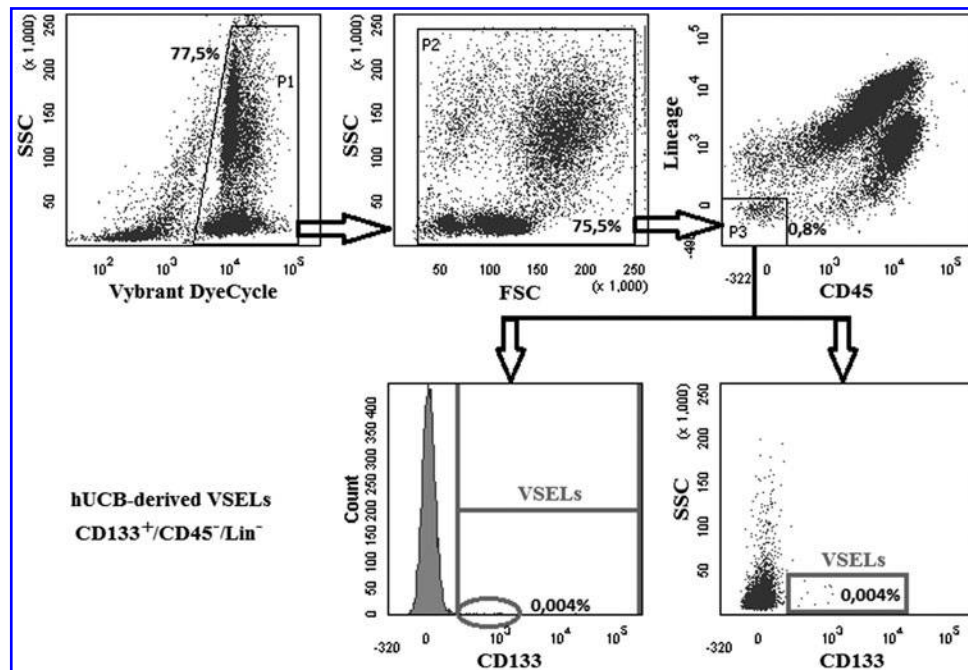 77,5%
P1
SSC
(x 1,000)
50 100 150 200 250
10² 10³ 10⁴ 10⁵
Vybrant DyeCycle
P2
SSC
(x 1,000)
50 100 150 200 250
75,5%
50 100 150 200 250
(x 1,000)
FSC
Lineage
0 10³ 10⁴ 10⁵
P3
0,8%
-322 0 10³ 10⁴ 10⁵
CD45
hUCB-derived VSELs
CD133⁺/CD45⁻/Lin⁻
Count
0 50 100 150 200 250 300 350 400
VSELs
0,004%
-320 0 10³ 10⁴ 10⁵
CD133
SSC
(x 1,000)
50 100 150 200 250
VSELs
0,004%
-320 0 10³ 10⁴ 10⁵
CD133